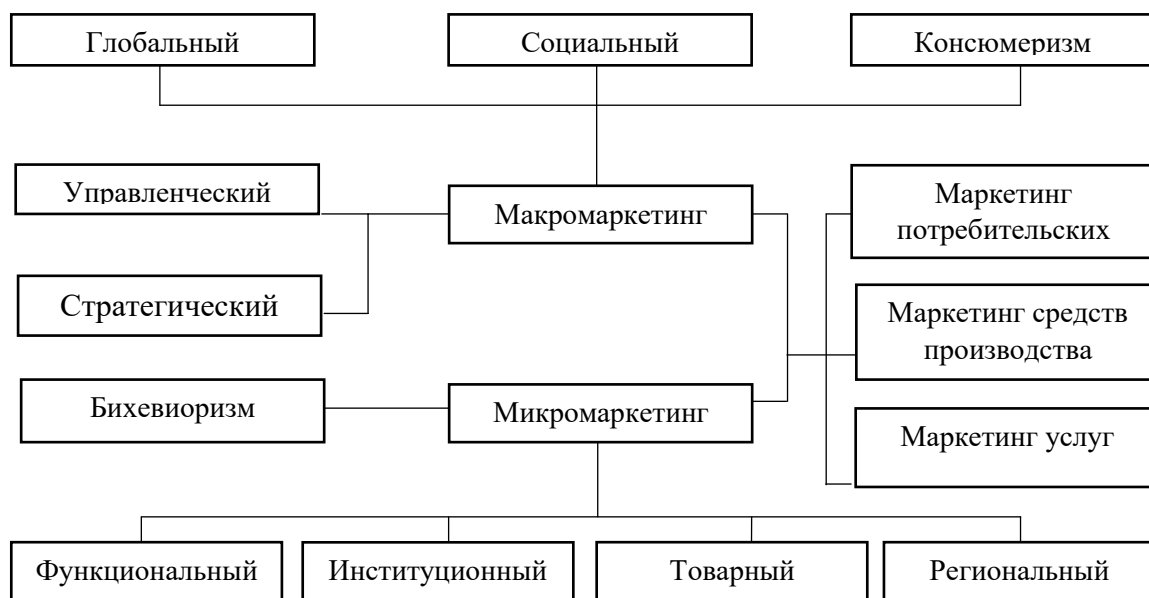 Глобальный
Социальный
Консюмеризм
Управленческий
Макромаркетинг
Маркетинг
потребительских
Стратегический
Маркетинг средств
производства
Бихевиоризм
Микромаркетинг
Маркетинг услуг
Функциональный
Институционный
Товарный
Региональный